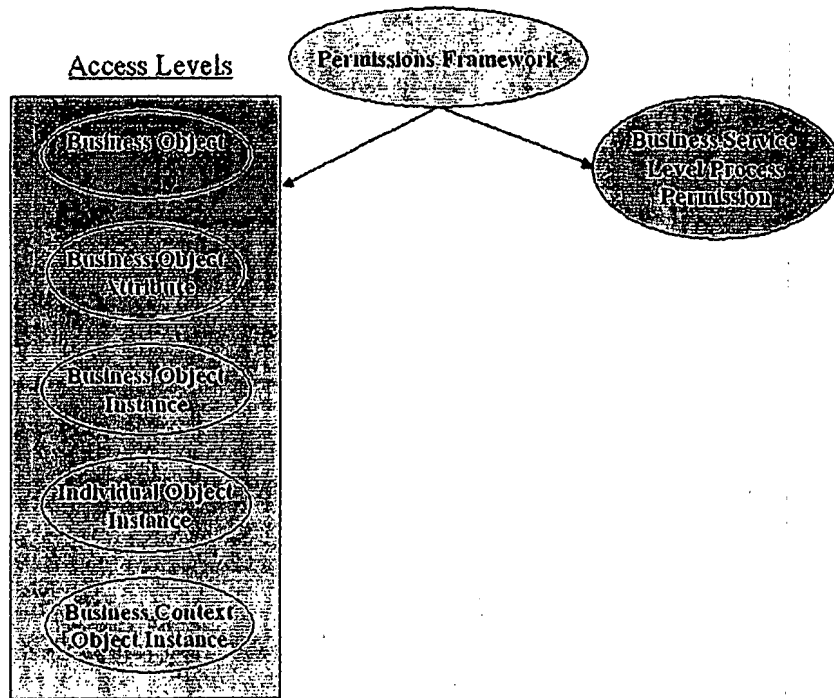 Access Levels
Permissions Framework
Business Object
Business Service
Level Process
Permission
Business Object
Attribute
Business Object
Instance
Individual Object
Instance
Business Context
Object Instance